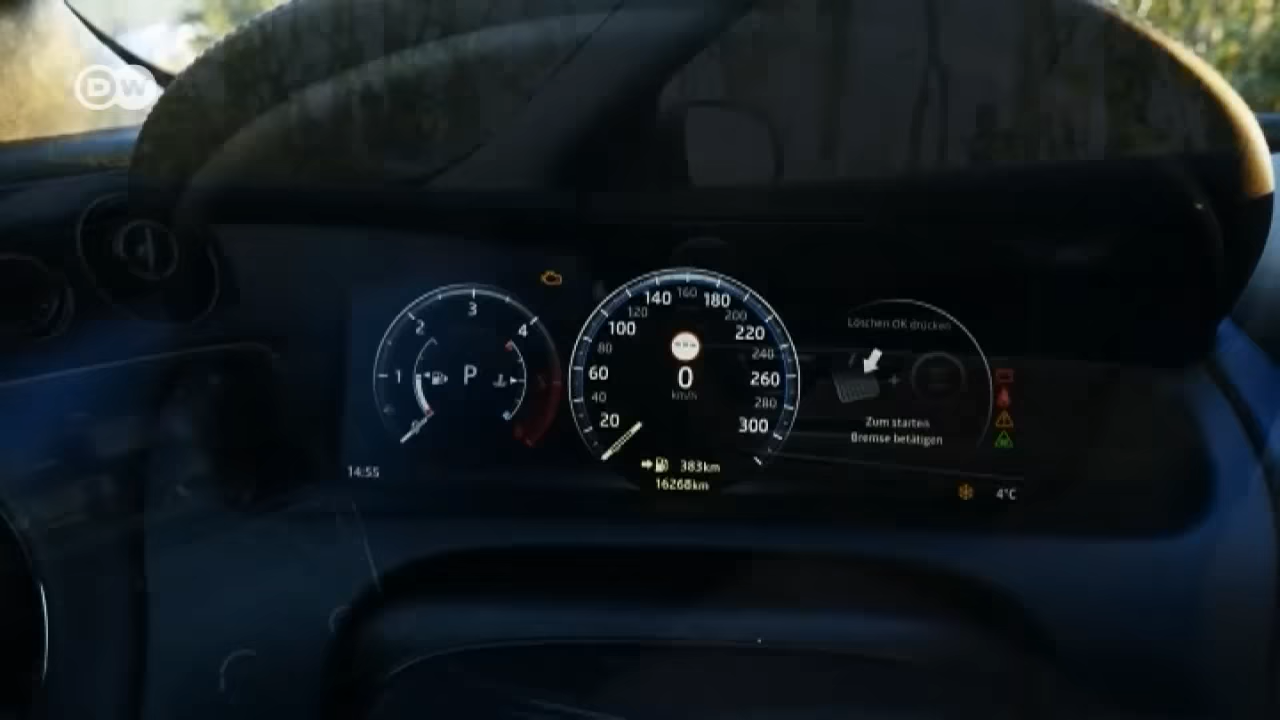 DW
140
160
180
120
200
100
220
80
240
60
260
40
280
20
300
0
km/h
383km
16268km
1
2
3
4
P
14:55
Löschen OK drücken
Zum starten
Bremse betätigen
4°C